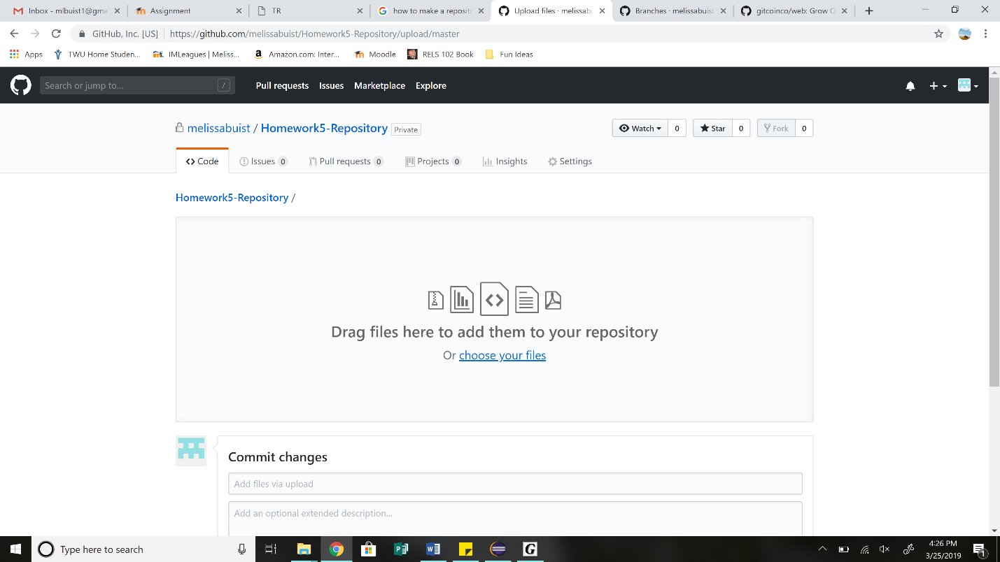 Inbox - mlbuist1@gma
Assignment
TR
how to make a reposit
Upload files · melissabu
Branches · melissabuist
gitcoinco/web: Grow O
GitHub, Inc. [US]
https://github.com/melissabuist/Homework5-Repository/upload/master
Apps
TWU Home Studen...
IMLeagues | Meliss...
Amazon.com: Inter...
Moodle
RELS 102 Book
Fun Ideas
Search or jump to...
/
Pull requests
Issues
Marketplace
Explore
melissabuist / Homework5-Repository
Private
Watch
0
Star
0
Fork
0
Code
Issues 0
Pull requests 0
Projects 0
Insights
Settings
Homework5-Repository /
Drag files here to add them to your repository
Or choose your files
Commit changes
Add files via upload
Add an optional extended description...
Type here to search
4:26 PM
3/25/2019
1